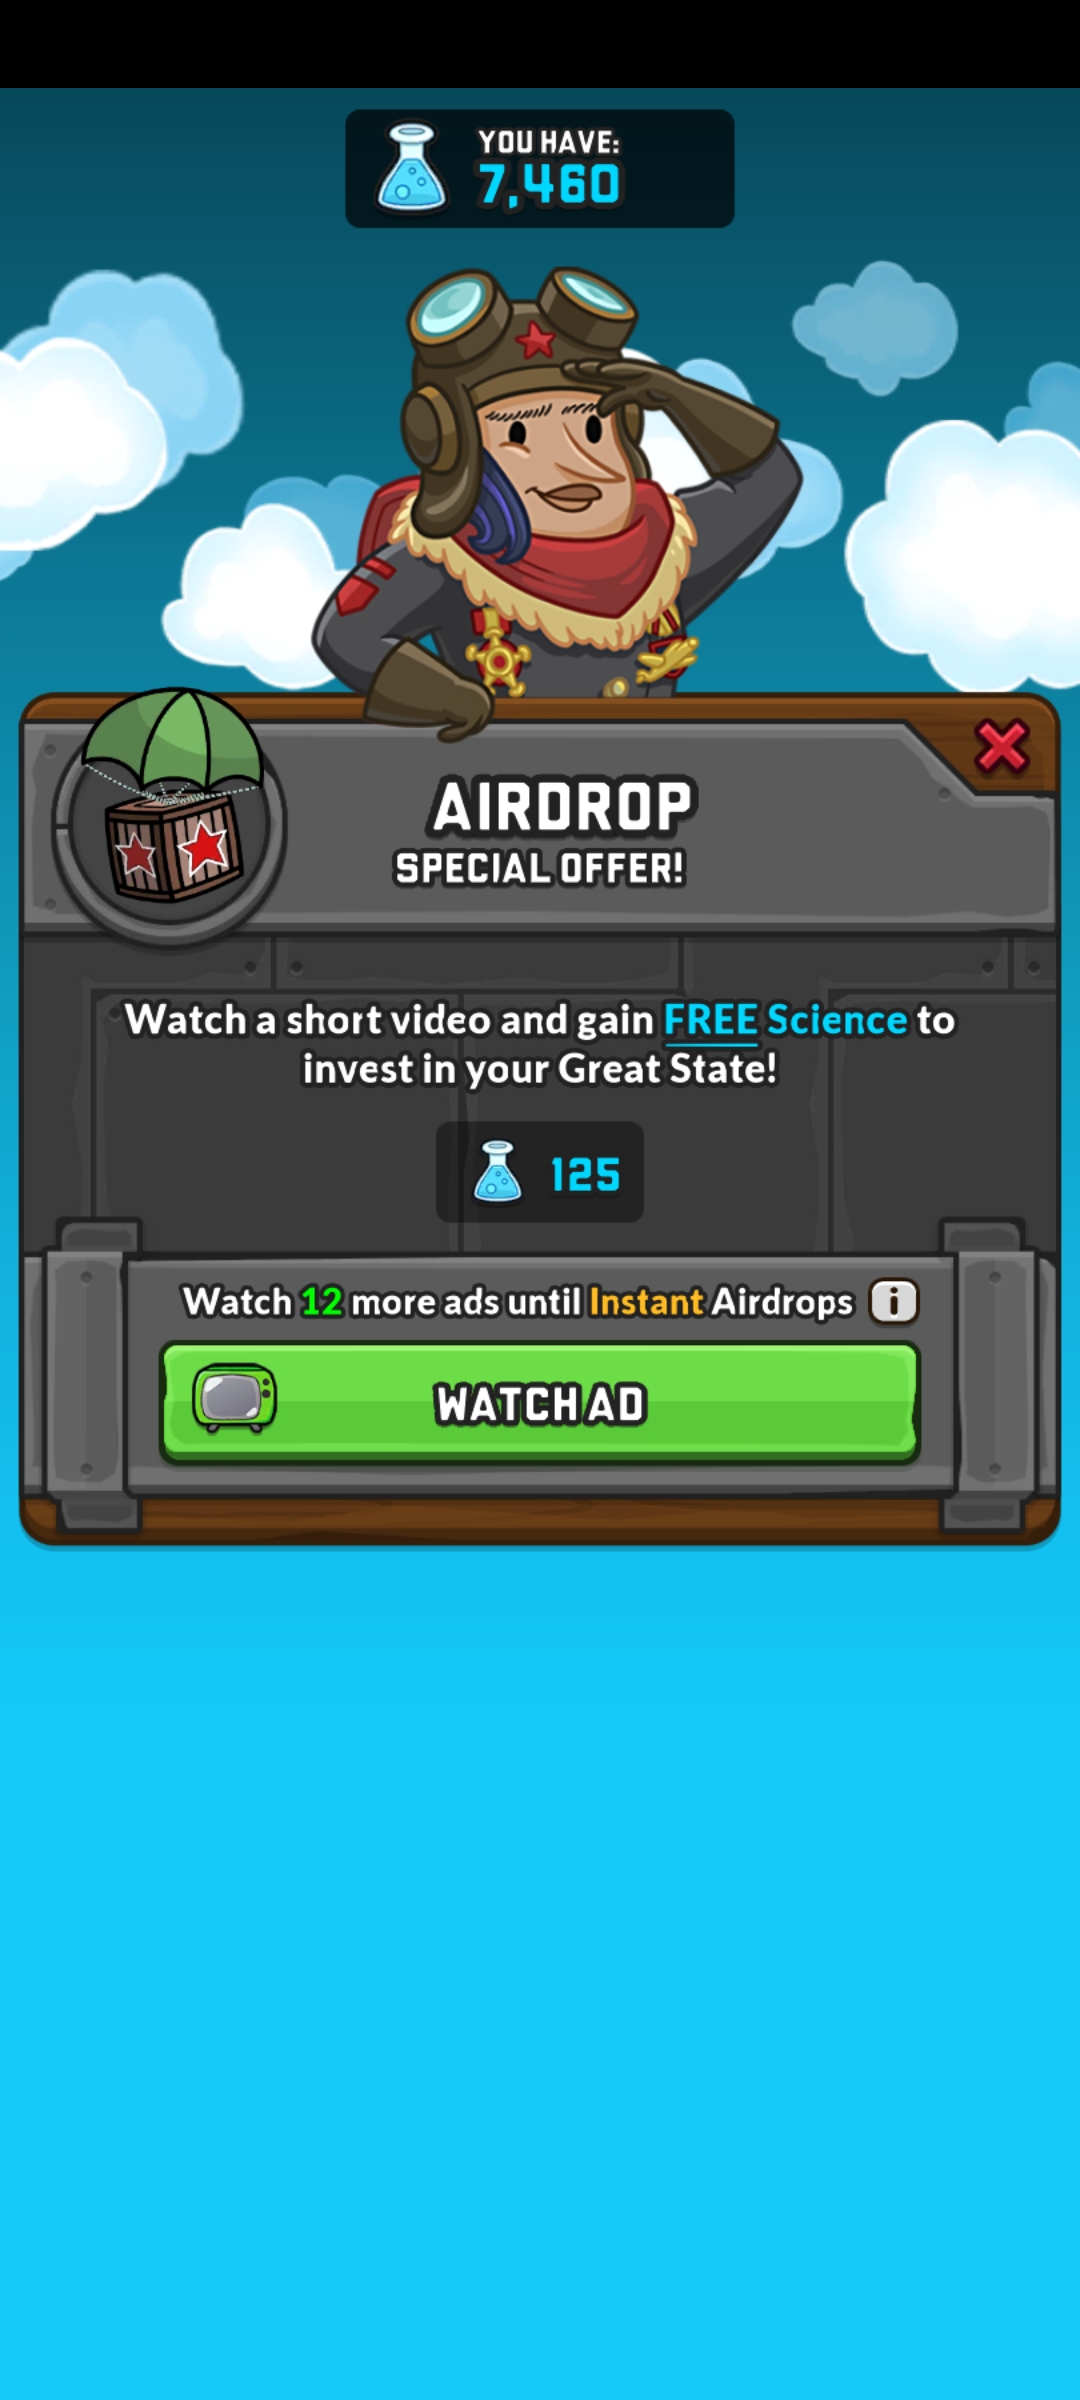 YOU HAVE:
7,460
AIRDROP
SPECIAL OFFER!
Watch a short video and gain FREE Science to
invest in your Great State!
125
Watch 12 more ads until Instant Airdrops i
WATCH AD